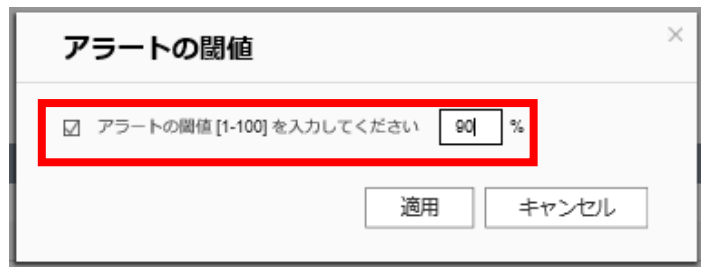 アラートの閾値
アラートの閾値 [1-100] を入力してください 90 %
適用 キャンセル